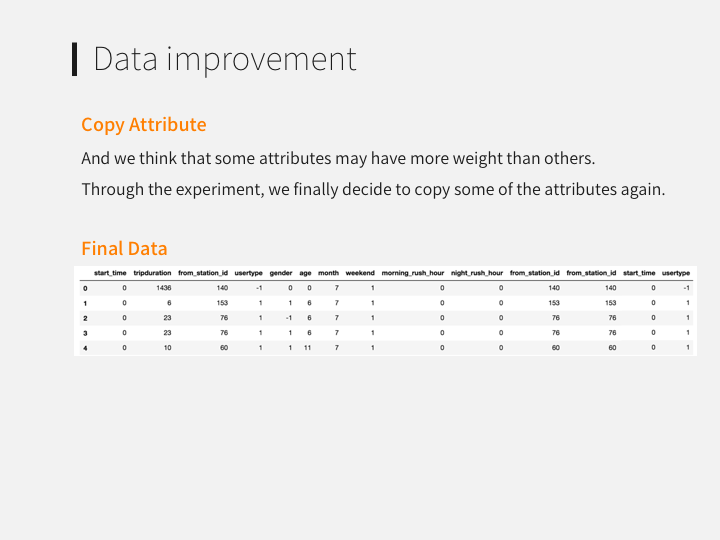 Data improvement
Copy Attribute
And we think that some attributes may have more weight than others.
Through the experiment, we finally decide to copy some of the attributes again.
Final Data
start_time tripduration from_station_id usertype gender age month weekend morning_rush_hour night_rush_hour from_station_id from_station_id start_time usertype
0 0 1436 140 -1 0 0 7 1 0 0 140 140 0 -1
1 0 6 153 1 1 6 7 1 0 0 153 153 0 1
2 0 23 76 1 -1 6 7 1 0 0 76 76 0 1
3 0 23 76 1 1 6 7 1 0 0 76 76 0 1
4 0 10 60 1 1 11 7 1 0 0 60 60 0 1